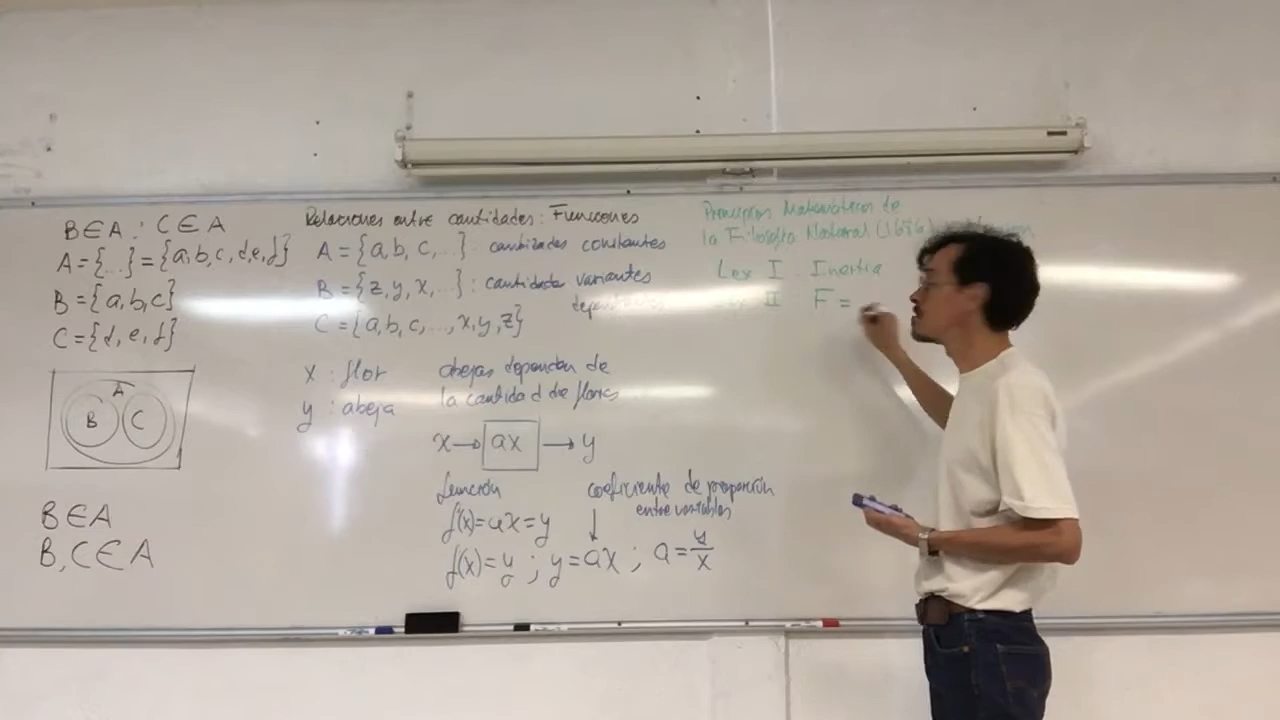 B∈A ∴ C∈A
A={...}={a,b,c,d,e,f}
B={a,b,c}
C={d,e,f}
A
B C
B∈A
B,C∈A
Relaciones entre cantidades: Funciones
A={a,b,c,...}: cantidades constantes
B={z,y,x,...}: cantidades variantes
C={a,b,c,...,x,y,z}
x : flor
y : abeja
abejas dependen de
la cantidad de flores
x→ ax →y
función
f(x)=ax=y
coeficiente de proporción
entre variables
f(x)=y; y=ax; a=y/x
Principios Matemáticos de
la Filosofía Natural (1686)
Lex I Inertia
II F=